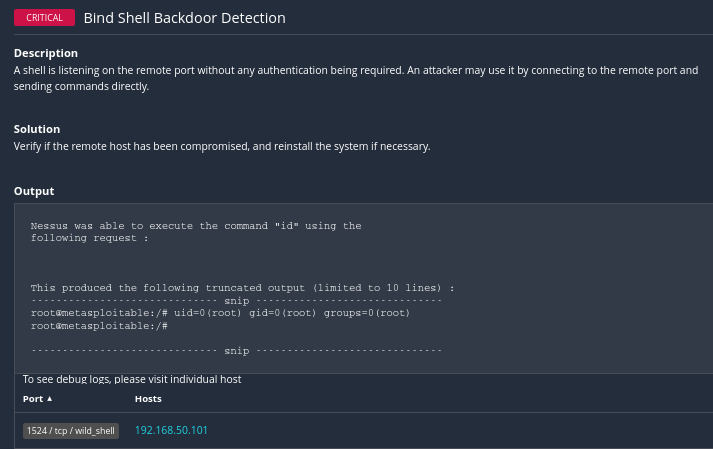 CRITICAL Bind Shell Backdoor Detection
Description
A shell is listening on the remote port without any authentication being required. An attacker may use it by connecting to the remote port and
sending commands directly.
Solution
Verify if the remote host has been compromised, and reinstall the system if necessary.
Output
Nessus was able to execute the command "id" using the
following request :
This produced the following truncated output (limited to 10 lines) :
------------------------------ snip ------------------------------
root@metasploitable:/# uid=0(root) gid=0(root) groups=0(root)
root@metasploitable:/#
------------------------------ snip ------------------------------
To see debug logs, please visit individual host
Port ▲ Hosts
1524 / tcp / wild_shell 192.168.50.101